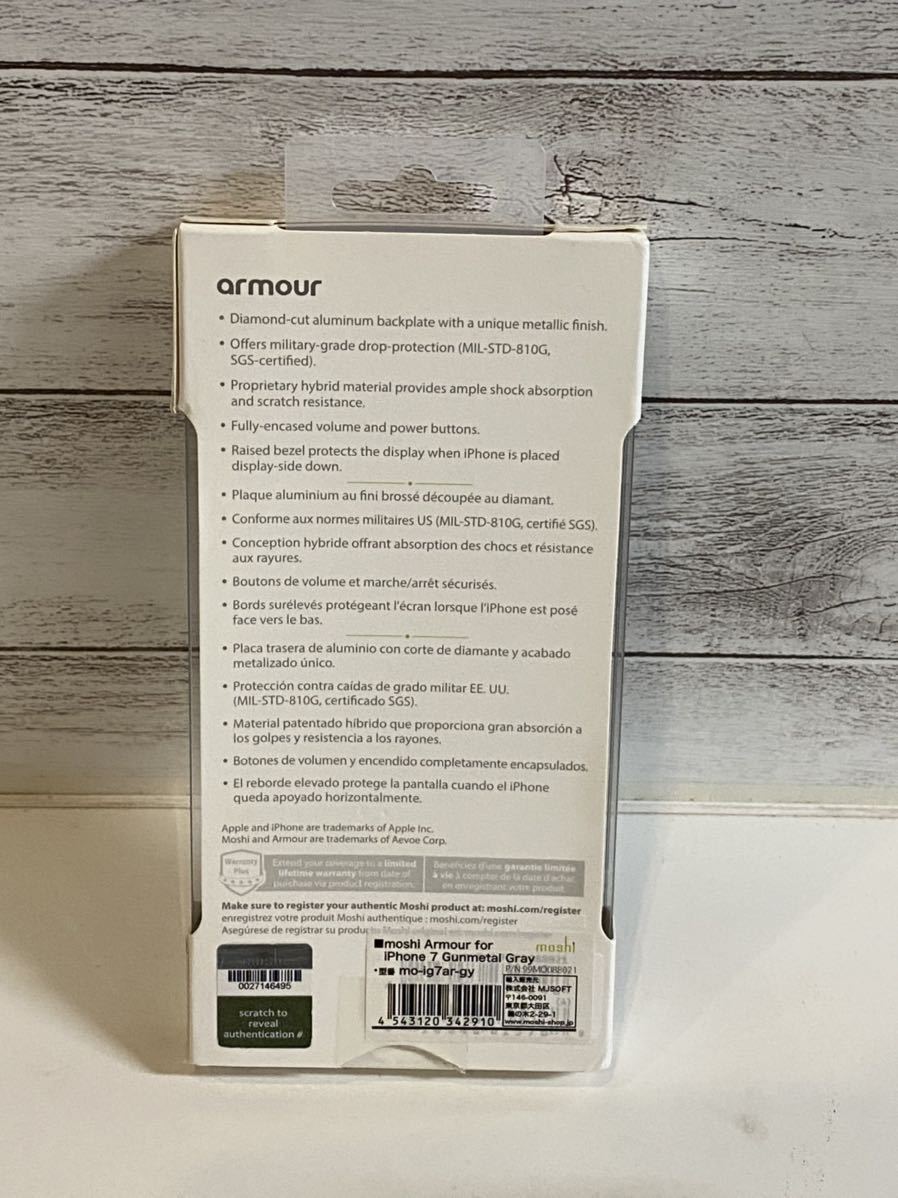 armour
• Diamond-cut aluminum backplate with a unique metallic finish.
• Offers military-grade drop-protection (MIL-STD-810G,
SGS-certified).
• Proprietary hybrid material provides ample shock absorption
and scratch resistance.
• Fully-encased volume and power buttons.
• Raised bezel protects the display when iPhone is placed
display-side down.
• Plaque aluminium au fini brossé découpée au diamant.
• Conforme aux normes militaires US (MIL-STD-810G, certifié SGS).
• Conception hybride offrant absorption des chocs et résistance
aux rayures.
• Boutons de volume et marche/arrêt sécurisés.
• Bords surélevés protégeant l'écran lorsque l'iPhone est posé
face vers le bas.
• Placa trasera de aluminio con corte de diamante y acabado
metalizado único.
• Protección contra caídas de grado militar EE. UU.
(MIL-STD-810G, certificado SGS).
• Material patentado híbrido que proporciona gran absorción a
los golpes y resistencia a los rayones.
• Botones de volumen y encendido completamente encapsulados.
• El reborde elevado protege la pantalla cuando el iPhone
queda apoyado horizontalmente.
Apple and iPhone are trademarks of Apple Inc.
Moshi and Armour are trademarks of Aevoe Corp.
Warranty
Plus
Extend your coverage to a limited
lifetime warranty from date of
purchase via product registration.
Bénéficiez d'une garantie limitée
à vie à compter de la date d'achat
en enregistrant votre produit
Make sure to register your authentic Moshi product at: moshi.com/register
enregistrez votre produit Moshi authentique : moshi.com/register
Asegúrese de registrar su producto Moshi original en: moshi.com/register
0027146495
scratch to
reveal
authentication #
■moshi Armour for
iPhone 7 Gunmetal Gray
・型番 mo-ig7ar-gy
4 543120 342910
moshi
P/N 99MO088021
輸入販売元
株式会社 MJSOFT
〒146-0091
東京都大田区
鵜の木2-29-1
www.moshi-shop.jp